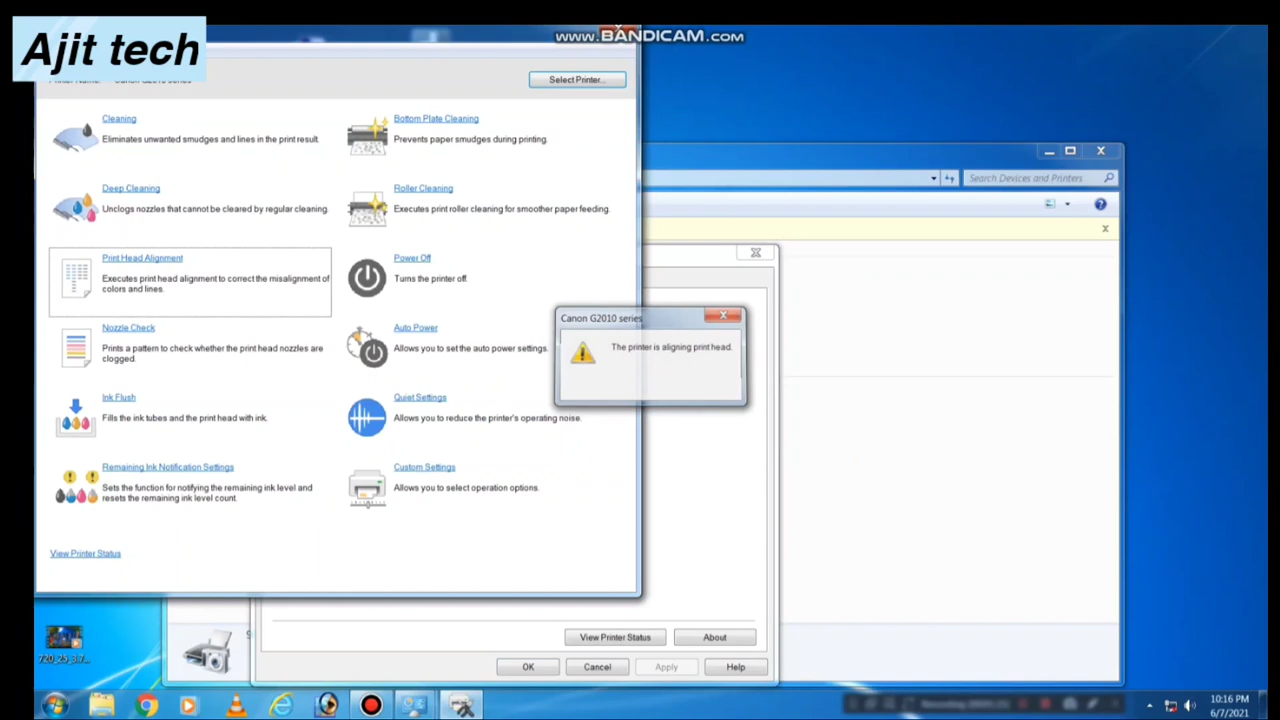 Ajit tech
www.BANDICAM.com
Select Printer...
Cleaning
Eliminates unwanted smudges and lines in the print result.
Bottom Plate Cleaning
Prevents paper smudges during printing.
Deep Cleaning
Unclogs nozzles that cannot be cleared by regular cleaning.
Roller Cleaning
Executes print roller cleaning for smoother paper feeding.
Print Head Alignment
Executes print head alignment to correct the misalignment of
colors and lines.
Power Off
Turns the printer off.
Nozzle Check
Prints a pattern to check whether the print head nozzles are
clogged.
Auto Power
Allows you to set the auto power settings.
Ink Flush
Fills the ink tubes and the print head with ink.
Quiet Settings
Allows you to reduce the printer's operating noise.
Remaining Ink Notification Settings
Sets the function for notifying the remaining ink level and
resets the remaining ink level count.
Custom Settings
Allows you to select operation options.
View Printer Status
Canon G2010 series
The printer is aligning print head.
Search Devices and Printers
View Printer Status
About
OK
Cancel
Apply
Help
10:16 PM
6/7/2021